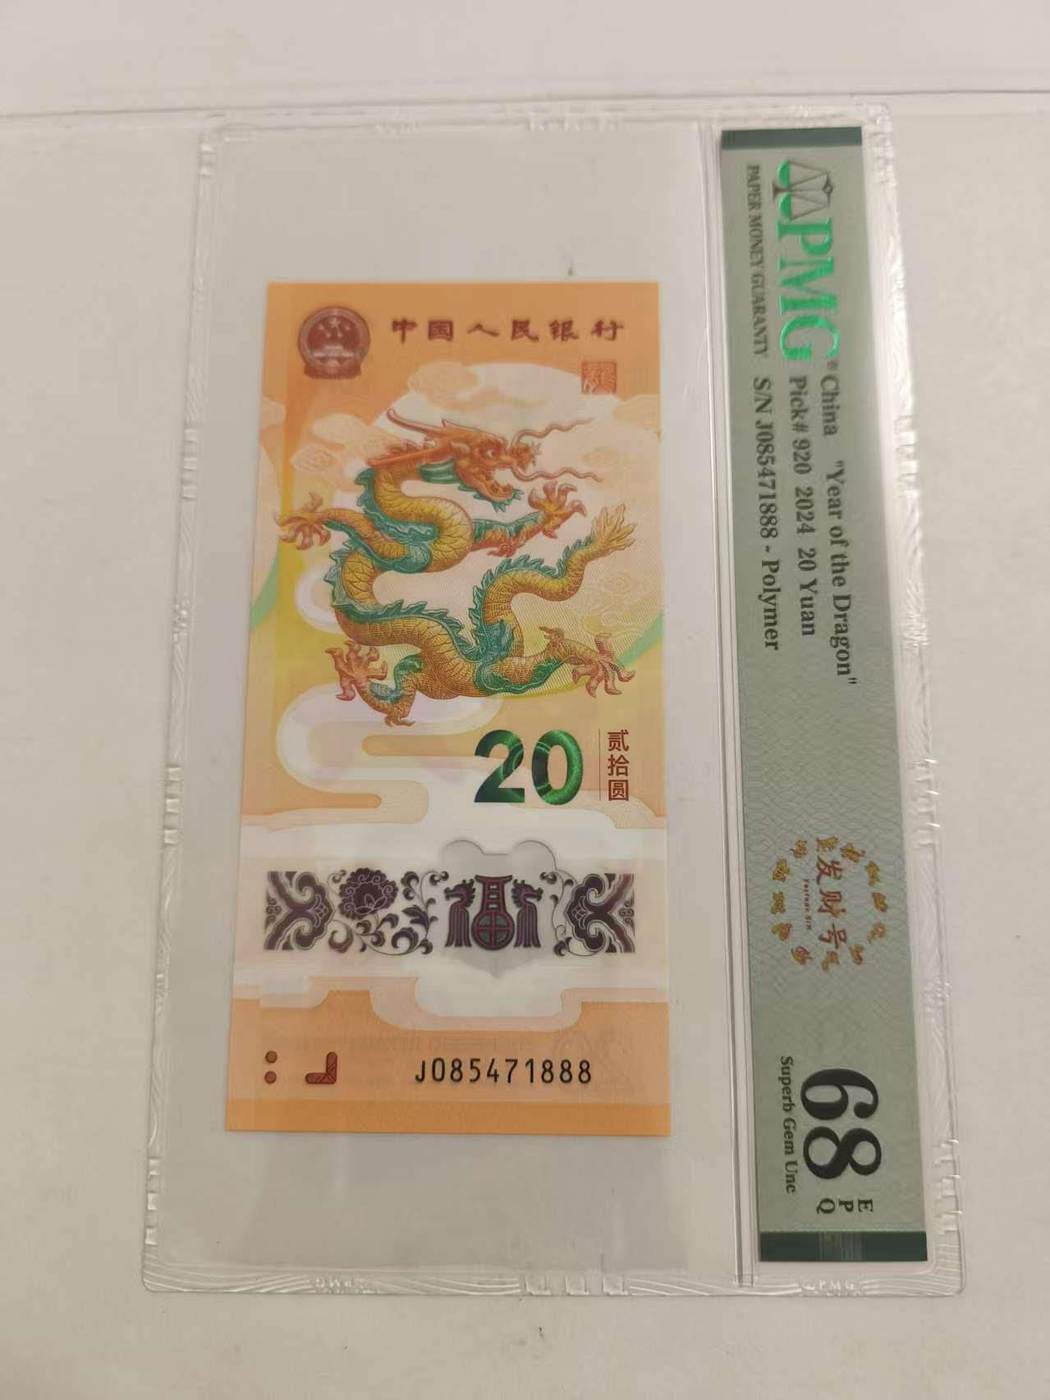 中国人民银行
20
贰拾圆
J085471888
PMG
PAPER MONEY GUARANTY
China "Year of the Dragon"
Pick# 920 2024 20 Yuan
S/N J085471888 - Polymer
发财号
68
EPQ
Superb Gem Unc
PMG